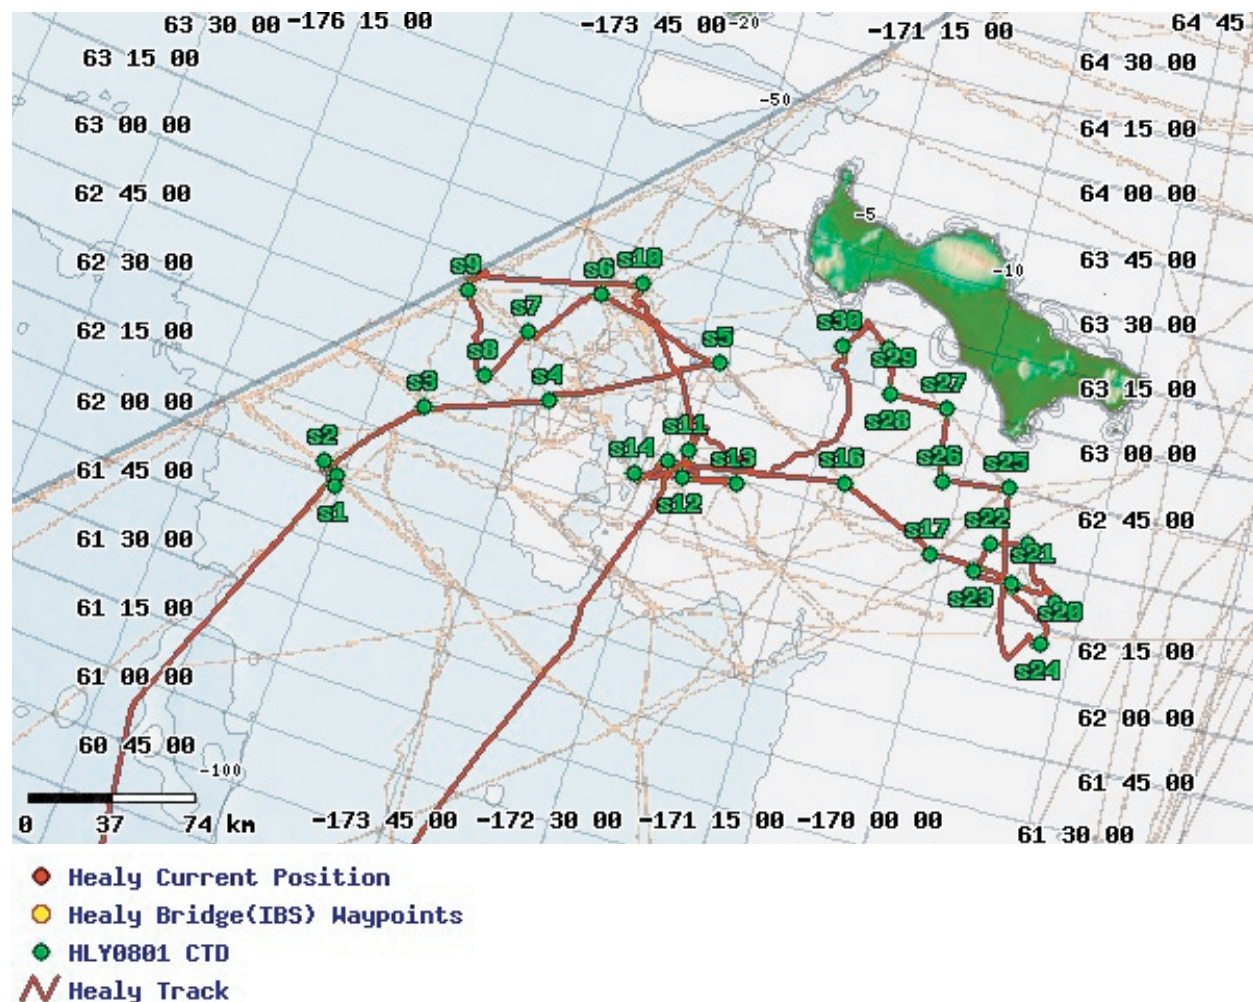 63 30 00
-176 15 00
-173 45 00
-20
-171 15 00
64 45
63 15 00
64 30 00
-50
63 00 00
64 15 00
62 45 00
64 00 00
-5
62 30 00
s9
s6
s10
-10
63 45 00
62 15 00
s7
s30
63 30 00
s8
s5
s29
s3
s4
s27
63 15 00
62 00 00
s28
s2
s11
s14
s13
s16
s26
s25
63 00 00
61 45 00
s1
s12
s17
s22
62 45 00
61 30 00
s21
s23
s20
61 15 00
s24
62 15 00
61 00 00
62 00 00
60 45 00
-100
61 45 00
0 37 74 km
-173 45 00
-172 30 00
-171 15 00
-170 00 00
61 30 00
Healy Current Position
Healy Bridge(IBS) Waypoints
HLY0801 CTD
Healy Track